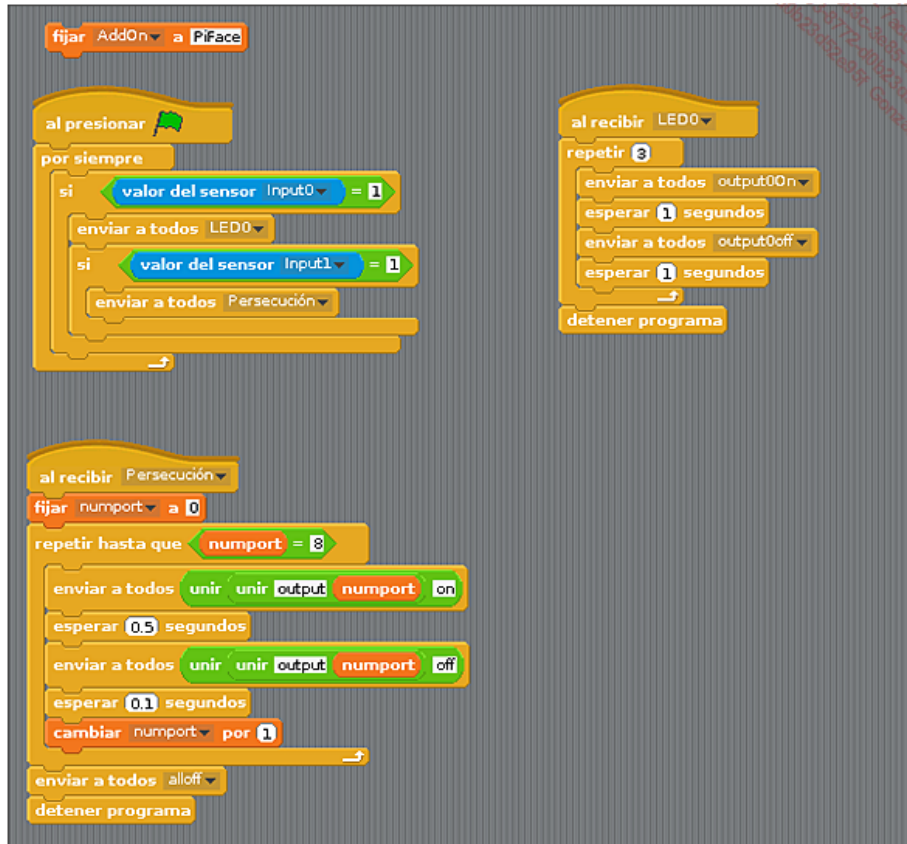 fijar AddOn a PiFace
al presionar
por siempre
si valor del sensor Input0 = 1
enviar a todos LED0
si valor del sensor Input1 = 1
enviar a todos Persecución
al recibir LED0
repetir 3
enviar a todos output0On
esperar 1 segundos
enviar a todos output0off
esperar 1 segundos
detener programa
al recibir Persecución
fijar numport a 0
repetir hasta que numport = 8
enviar a todos unir unir output numport on
esperar 0.5 segundos
enviar a todos unir unir output numport off
esperar 0.1 segundos
cambiar numport por 1
enviar a todos alloff
detener programa